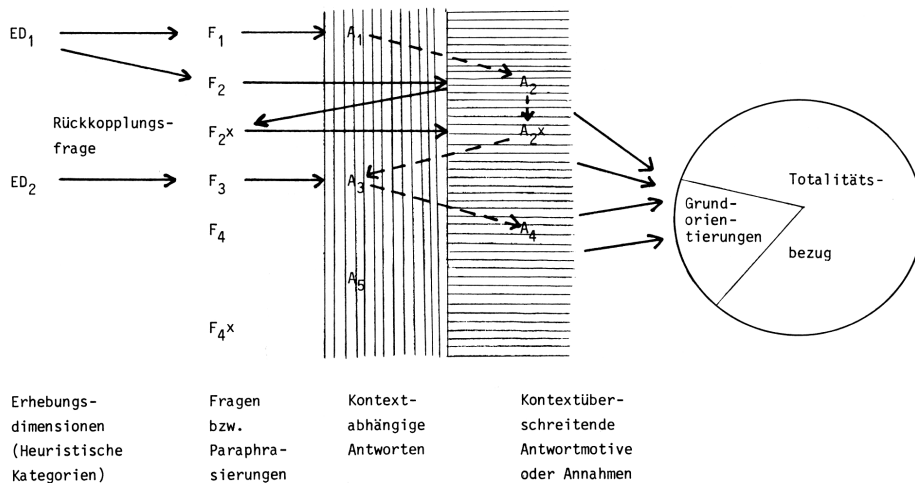 ED₁ F₁ A₁
F₂ A₂
Rückkopplungs-
frage
F₂x A₂x
ED₂ F₃ A₃
F₄ A₄
A₅
F₄x
Totalitäts-
bezug
Grund-
orien-
tierungen
Erhebungs-
dimensionen
(Heuristische
Kategorien)
Fragen
bzw.
Paraphra-
sierungen
Kontext-
abhängige
Antworten
Kontextüber-
schreitende
Antwortmotive
oder Annahmen